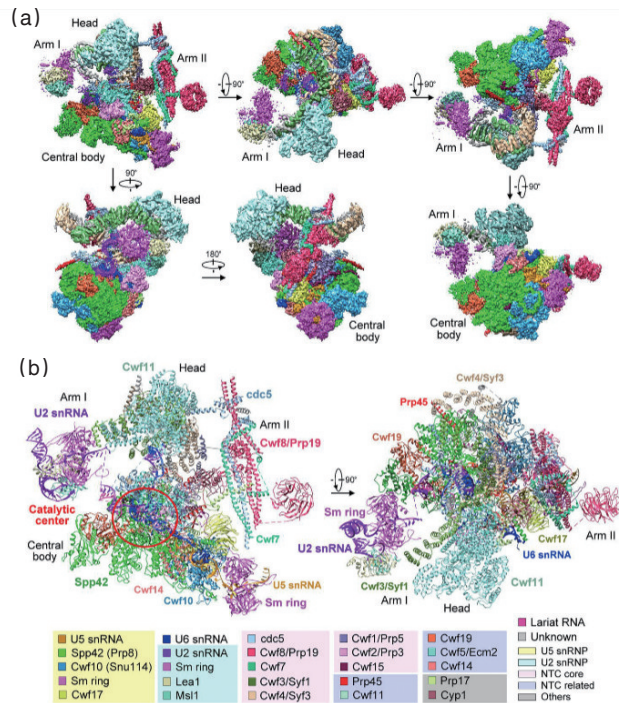 (a)
Head
Arm I
Arm II
Central body
90°
Arm I
Head
90°
Arm I
Arm II
90°
Head
180°
Head
Central body
90°
Arm I
Central body
(b)
Cwf11
Head
Arm I
U2 snRNA
cdc5
Arm II
Cwf8/Prp19
Sm ring
Catalytic
center
Central
body
Spp42
Cwf14
Cwf10
Cwf7
U5 snRNA
Sm ring
90°
Cwf4/Syf3
Prp45
Cwf19
Sm ring
U2 snRNA
Cwf3/Syf1
Arm I
Head
Cwf11
Cwf17
U6 snRNA
Arm II
U5 snRNA
Spp42 (Prp8)
Cwf10 (Snu114)
Sm ring
Cwf17
U6 snRNA
U2 snRNA
Sm ring
Lea1
Msl1
cdc5
Cwf8/Prp19
Cwf7
Cwf3/Syf1
Cwf4/Syf3
Cwf1/Prp5
Cwf2/Prp3
Cwf15
Prp45
Cwf11
Cwf19
Cwf5/Ecm2
Cwf14
Prp17
Cyp1
Lariat RNA
Unknown
U5 snRNP
U2 snRNP
NTC core
NTC related
Others